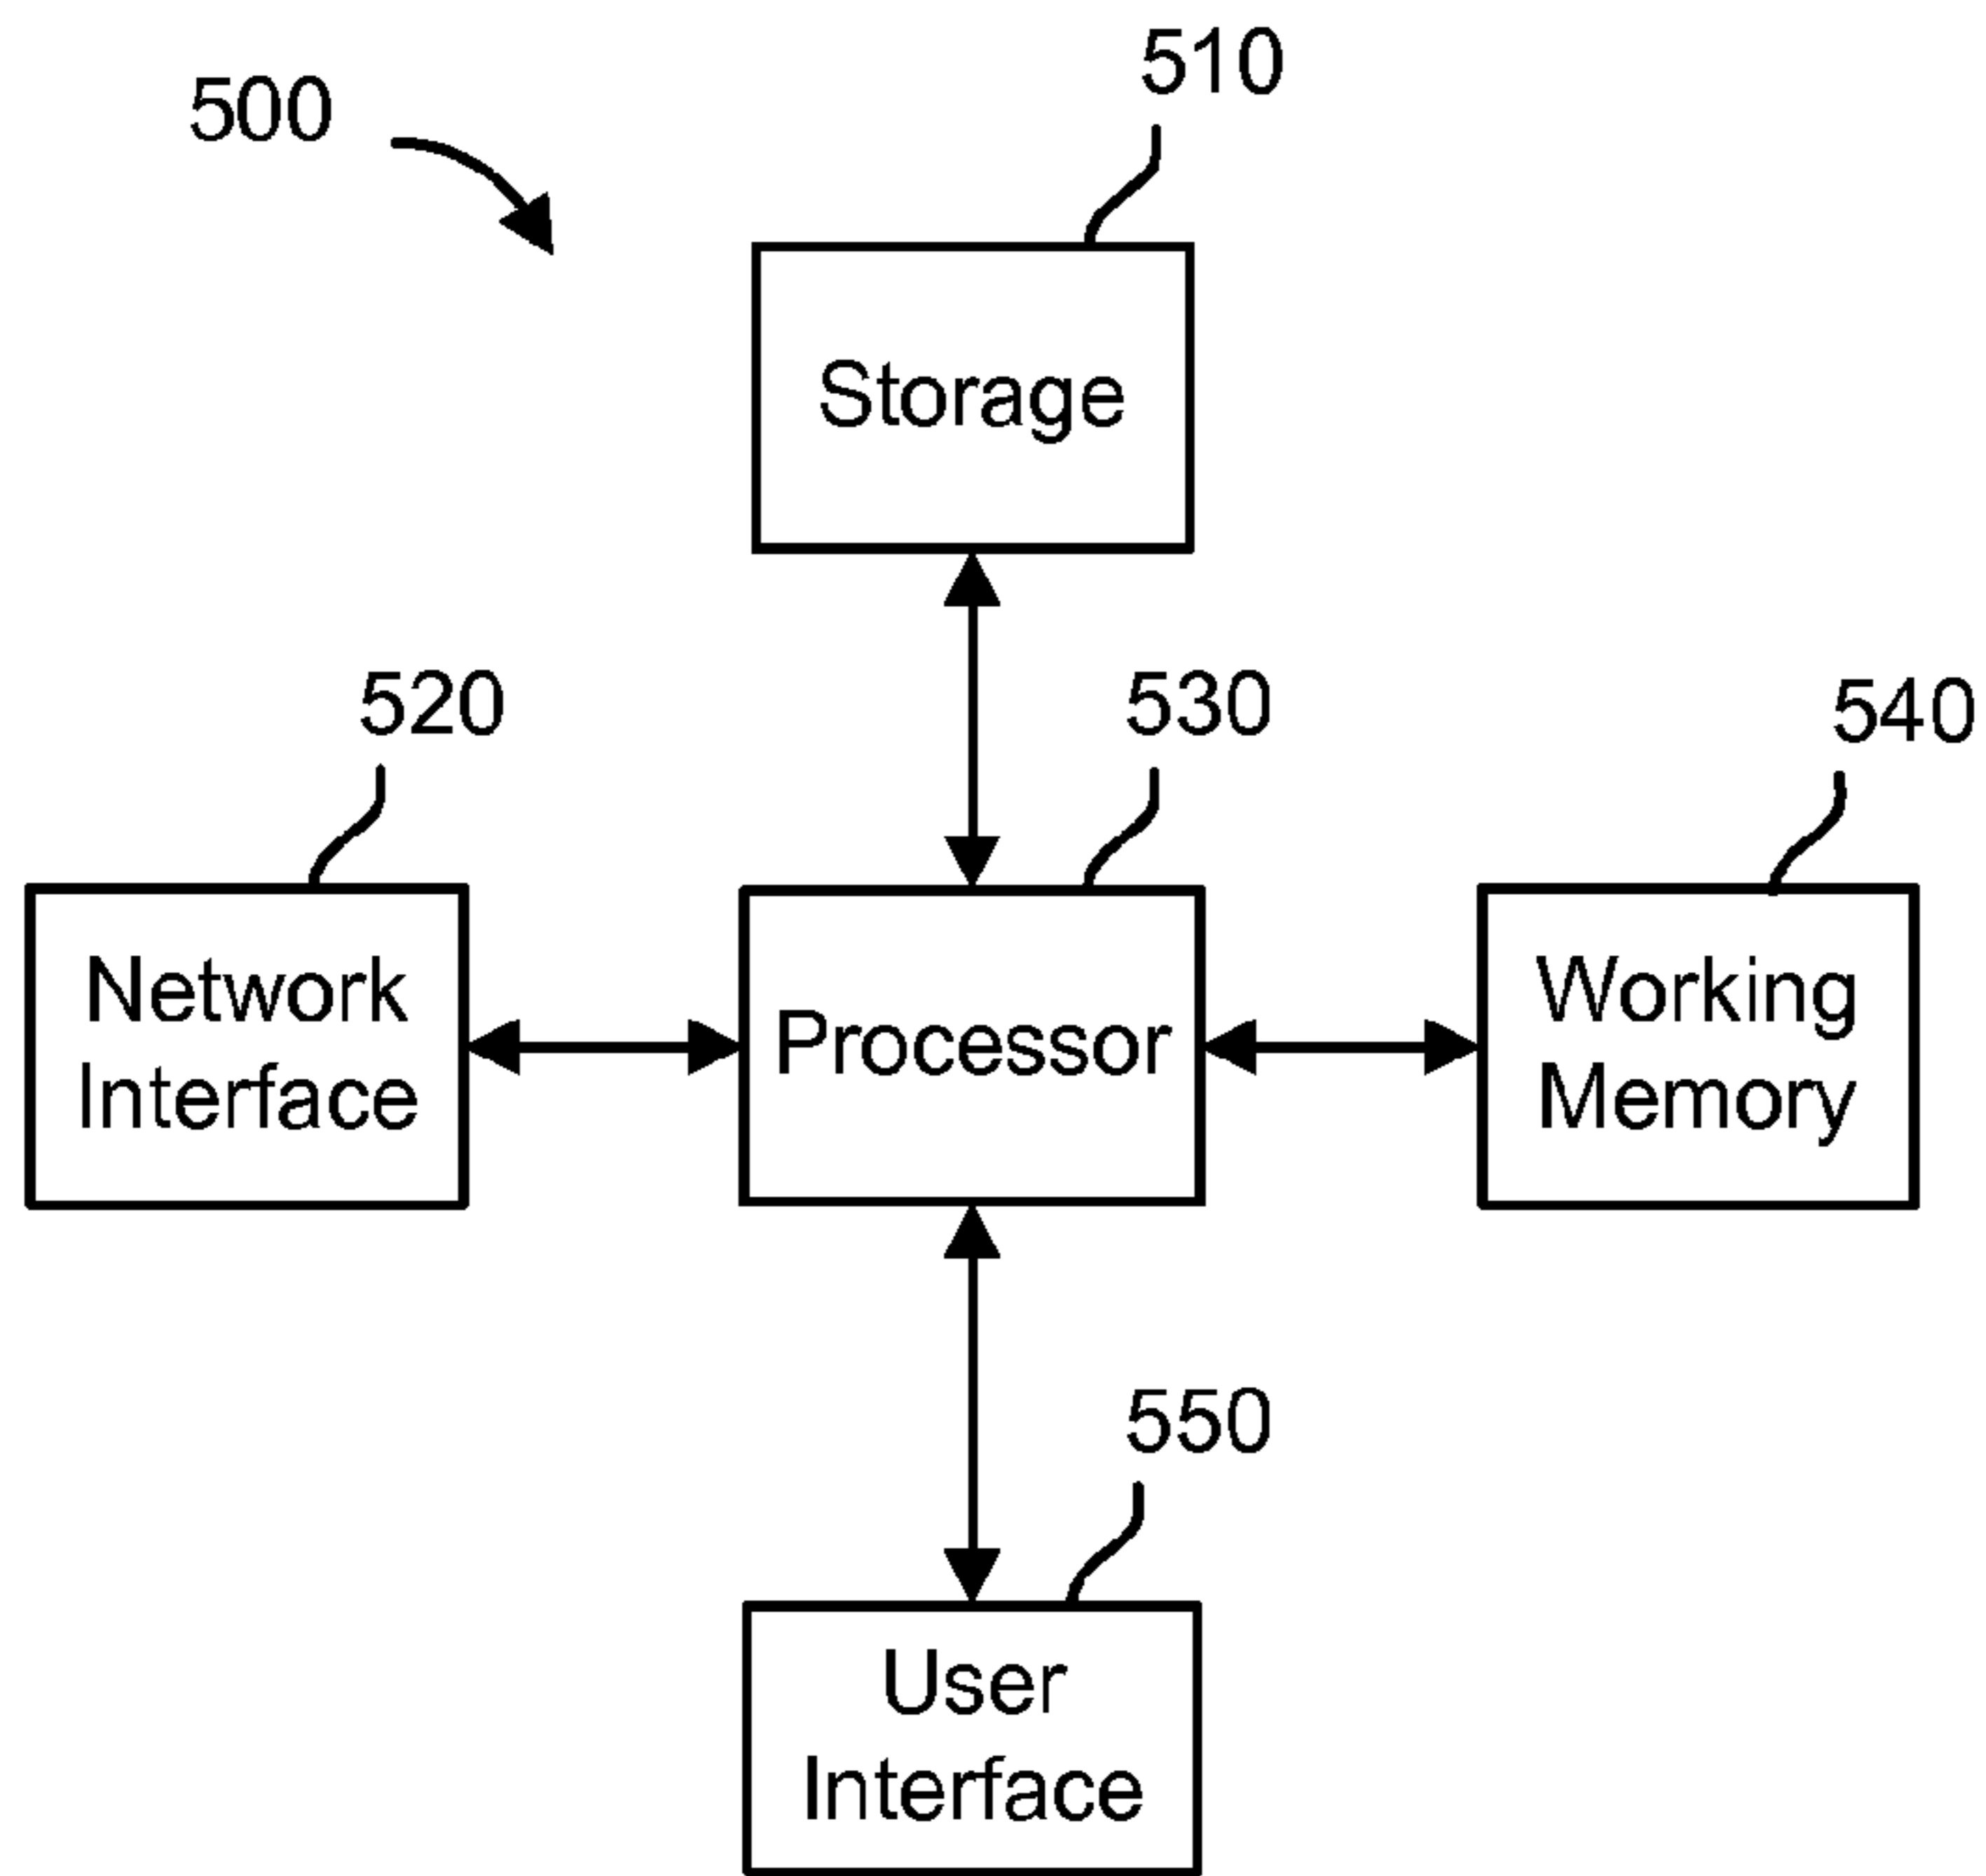 500
510
Storage
520
530
540
Network
Interface
Processor
Working
Memory
550
User
Interface